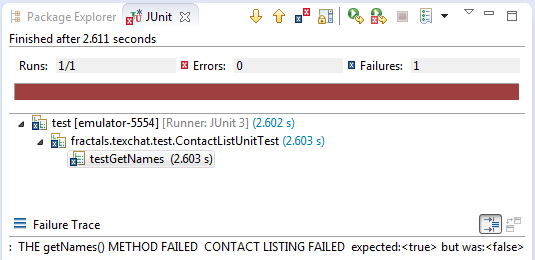 Package Explorer JUnit
Finished after 2.611 seconds
Runs: 1/1 Errors: 0 Failures: 1
test [emulator-5554] [Runner: JUnit 3] (2.602 s)
fractals.texchat.test.ContactListUnitTest (2.603 s)
testGetNames (2.603 s)
Failure Trace
: THE getNames() METHOD FAILED CONTACT LISTING FAILED expected:<true> but was:<false>